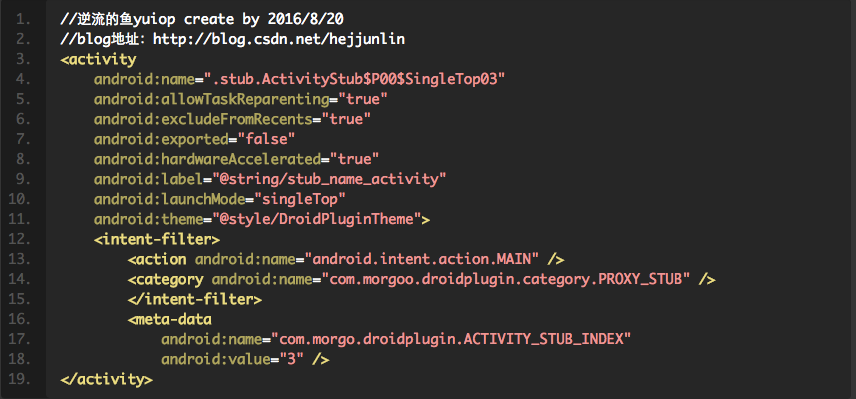 1. //逆流的鱼yuiop create by 2016/8/20
2. //blog地址：http://blog.csdn.net/hejjunlin
3. <activity
4. android:name=".stub.ActivityStub$P00$SingleTop03"
5. android:allowTaskReparenting="true"
6. android:excludeFromRecents="true"
7. android:exported="false"
8. android:hardwareAccelerated="true"
9. android:label="@string/stub_name_activity"
10. android:launchMode="singleTop"
11. android:theme="@style/DroidPluginTheme">
12. <intent-filter>
13. <action android:name="android.intent.action.MAIN" />
14. <category android:name="com.morgoo.droidplugin.category.PROXY_STUB" />
15. </intent-filter>
16. <meta-data
17. android:name="com.morgo.droidplugin.ACTIVITY_STUB_INDEX"
18. android:value="3" />
19. </activity>